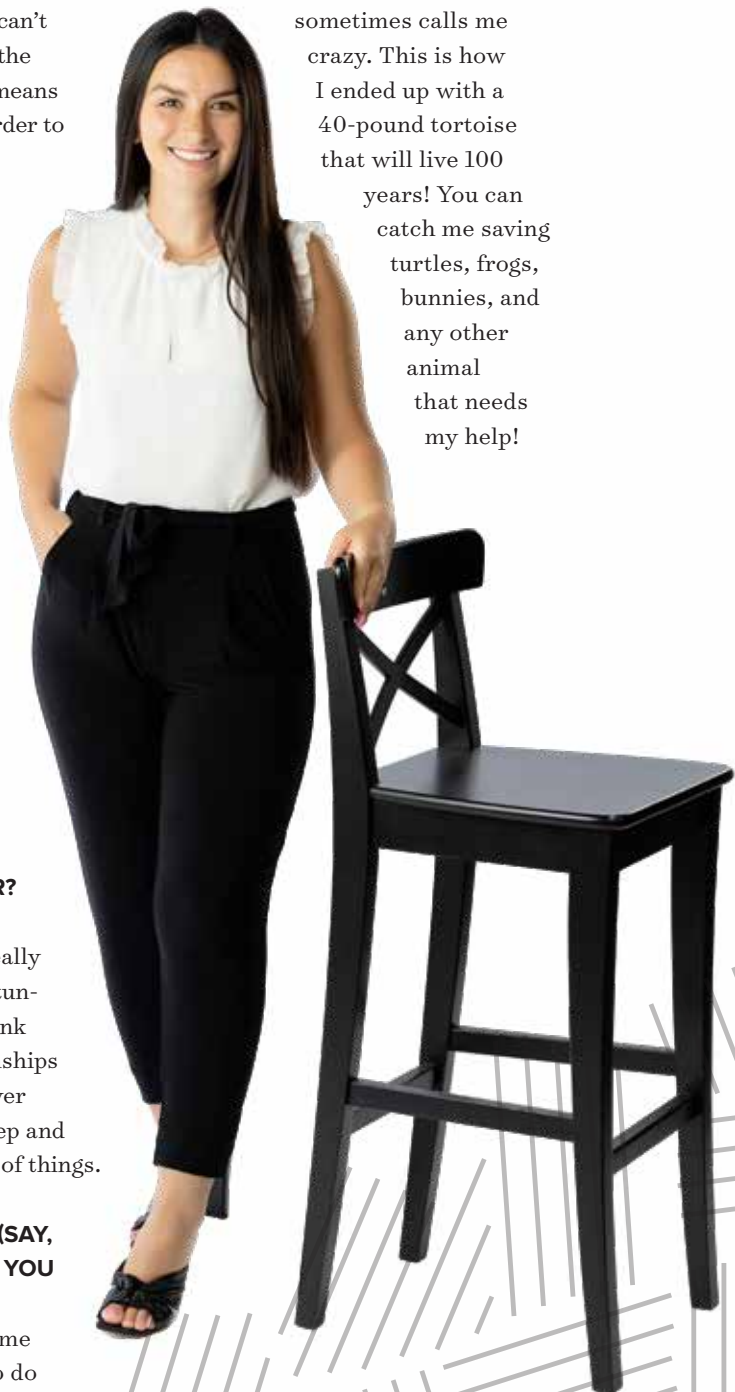 can't
the
means
rder to
R?
ally
tun-
nk
ships
ver
ep and
of things.
(SAY,
YOU
me
o do
sometimes calls me
crazy. This is how
I ended up with a
40-pound tortoise
that will live 100
years! You can
catch me saving
turtles, frogs,
bunnies, and
any other
animal
that needs
my help!